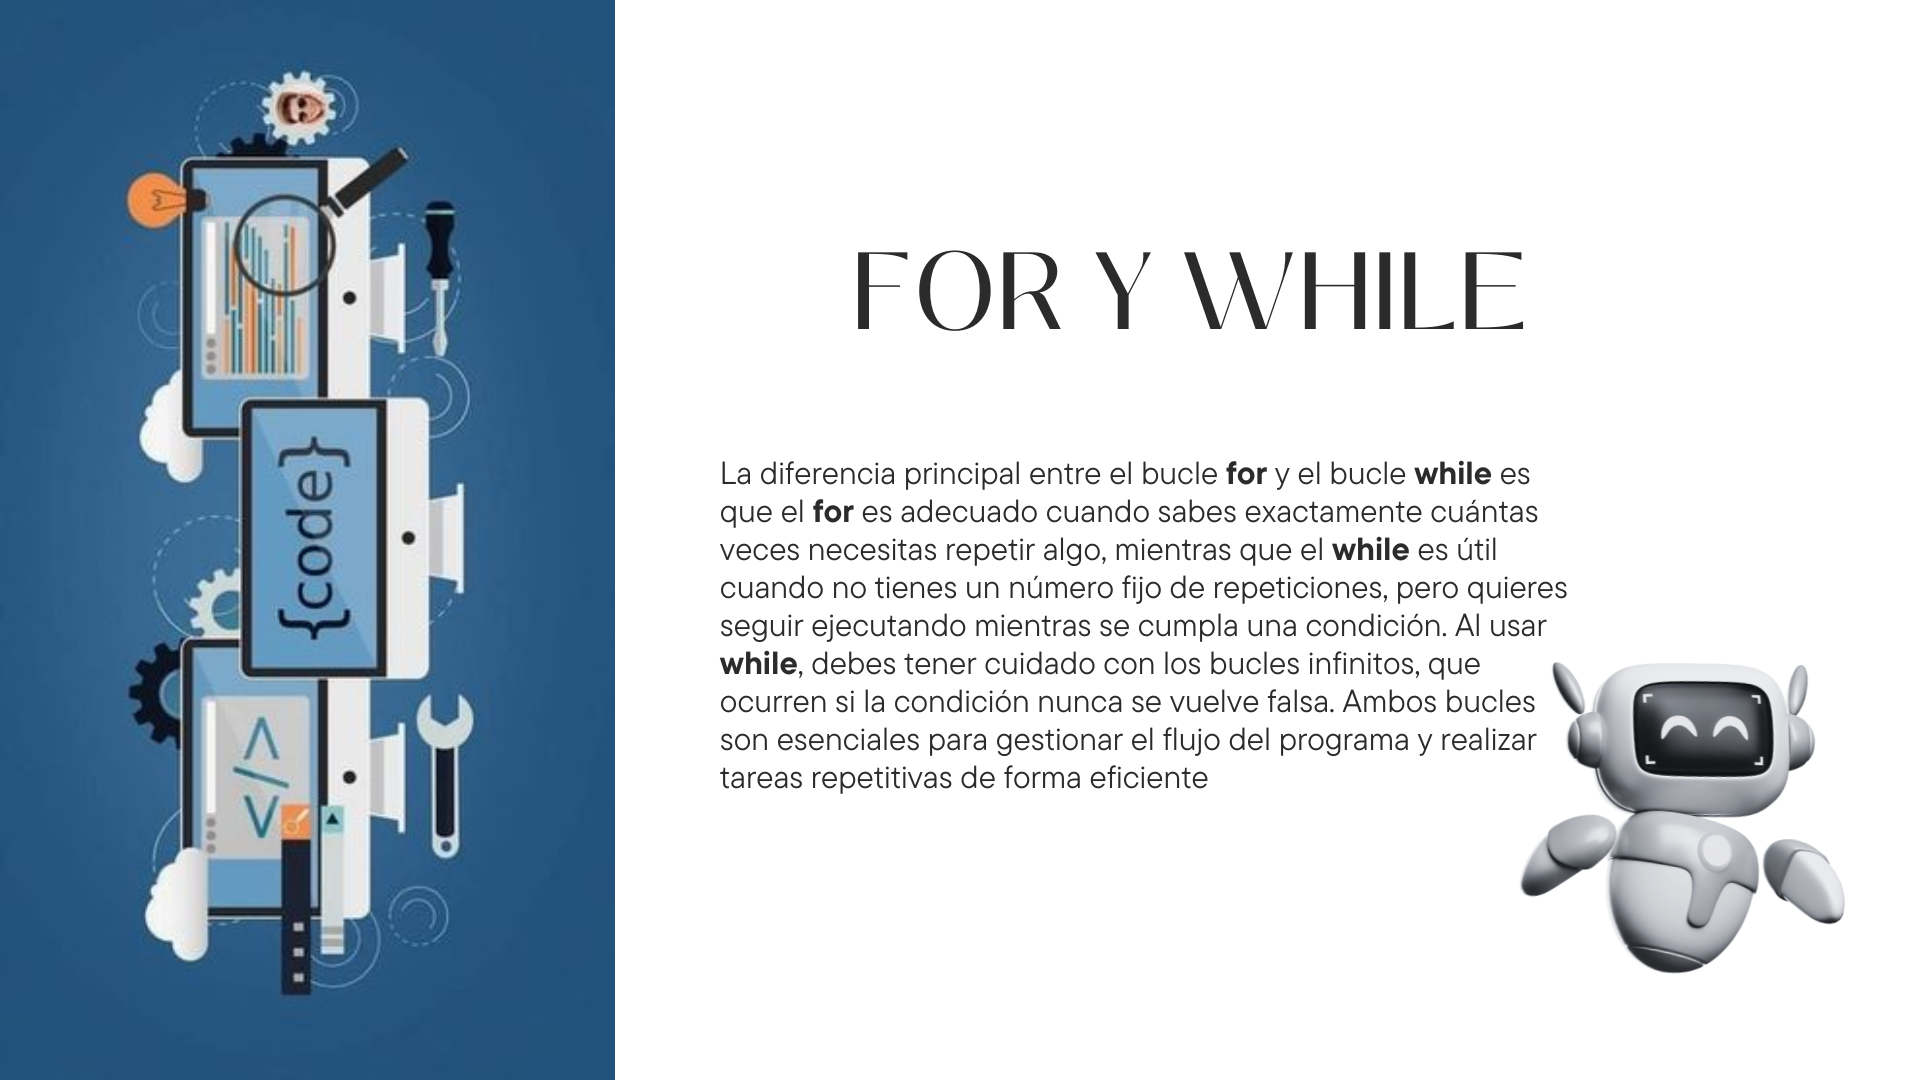 FOR Y WHILE
La diferencia principal entre el bucle for y el bucle while es
que el for es adecuado cuando sabes exactamente cuántas
veces necesitas repetir algo, mientras que el while es útil
cuando no tienes un número fijo de repeticiones, pero quieres
seguir ejecutando mientras se cumpla una condición. Al usar
while, debes tener cuidado con los bucles infinitos, que
ocurren si la condición nunca se vuelve falsa. Ambos bucles
son esenciales para gestionar el flujo del programa y realizar
tareas repetitivas de forma eficiente
{code}
</>